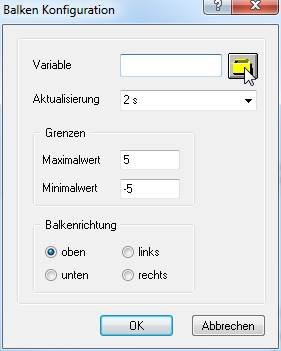 Balken Konfiguration
?
Variable
Aktualisierung 2 s
Grenzen
Maximalwert 5
Minimalwert -5
Balkenrichtung
oben links
unten rechts
OK Abbrechen